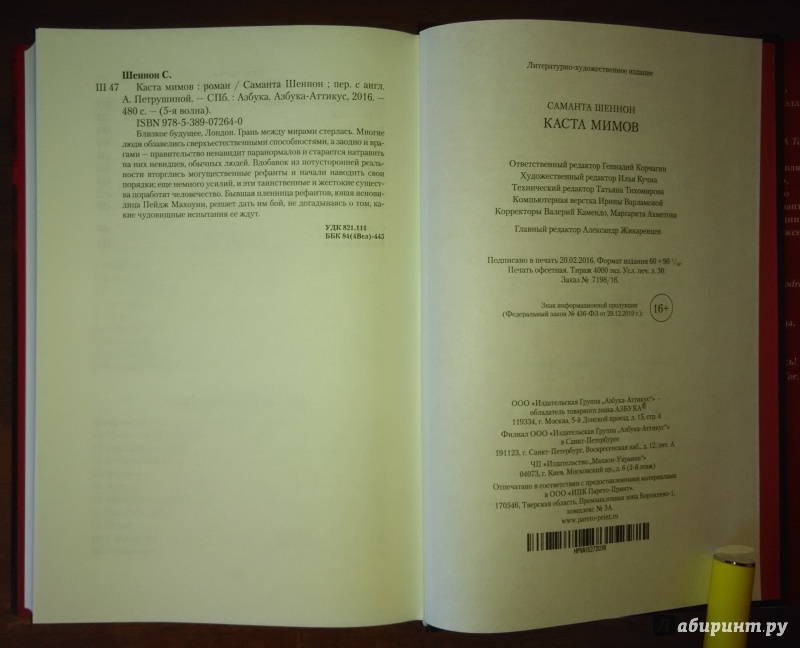 Шеннон С.
Ш 47 Каста мимов : роман / Саманта Шеннон ; пер. с англ.
А. Петрушиной. — СПб. : Азбука, Азбука-Аттикус, 2016. —
480 с. — (5-я волна).
ISBN 978-5-389-07264-0
Близкое будущее, Лондон. Грань между мирами стерлась. Многие
люди обзавелись сверхъестественными способностями, а заодно и вра-
гами — правительство ненавидит паранормалов и старается натравить
на них невидцев, обычных людей. Вдобавок из потусторонней реаль-
ности вторглись могущественные рефаиты и начали наводить свои
порядки; еще немного усилий, и эти таинственные и жестокие сущест-
ва поработят человечество. Бывшая пленница рефаитов, юная яснови-
дица Пейдж Махоуни, решает дать им бой, не догадываясь о том, ка-
кие чудовищные испытания ее ждут.
УДК 821.111
ББК 84(4Вел)-445
Литературно-художественное издание
САМАНТА ШЕННОН
КАСТА МИМОВ
Ответственный редактор Геннадий Корчагин
Художественный редактор Илья Кучма
Технический редактор Татьяна Тихомирова
Компьютерная верстка Ирины Варламовой
Корректоры Валерий Камендо, Маргарита Ахметова
Главный редактор Александр Жикаренцев
Подписано в печать 20.02.2016. Формат издания 60 × 90 1/16.
Печать офсетная. Тираж 4000 экз. Усл. печ. л. 30.
Заказ № 7198/16.
Знак информационной продукции
(Федеральный закон № 436-ФЗ от 29.12.2010 г.):
16+
ООО «Издательская Группа „Азбука-Аттикус“» —
обладатель товарного знака АЗБУКА®
119334, г. Москва, 5-й Донской проезд, д. 15, стр. 4
Филиал ООО «Издательская Группа „Азбука-Аттикус“»
в Санкт-Петербурге
191123, г. Санкт-Петербург, Воскресенская наб., д. 12, лит. А
ЧП «Издательство „Махаон-Украина“»
04073, г. Киев, Московский пр., д. 6 (2-й этаж)
Отпечатано в соответствии с предоставленными материалами
в ООО «ИПК Парето-Принт».
170546, Тверская область, Промышленная зона Боровлево-1,
комплекс № 3А.
www.pareto-print.ru
абиринт.ру